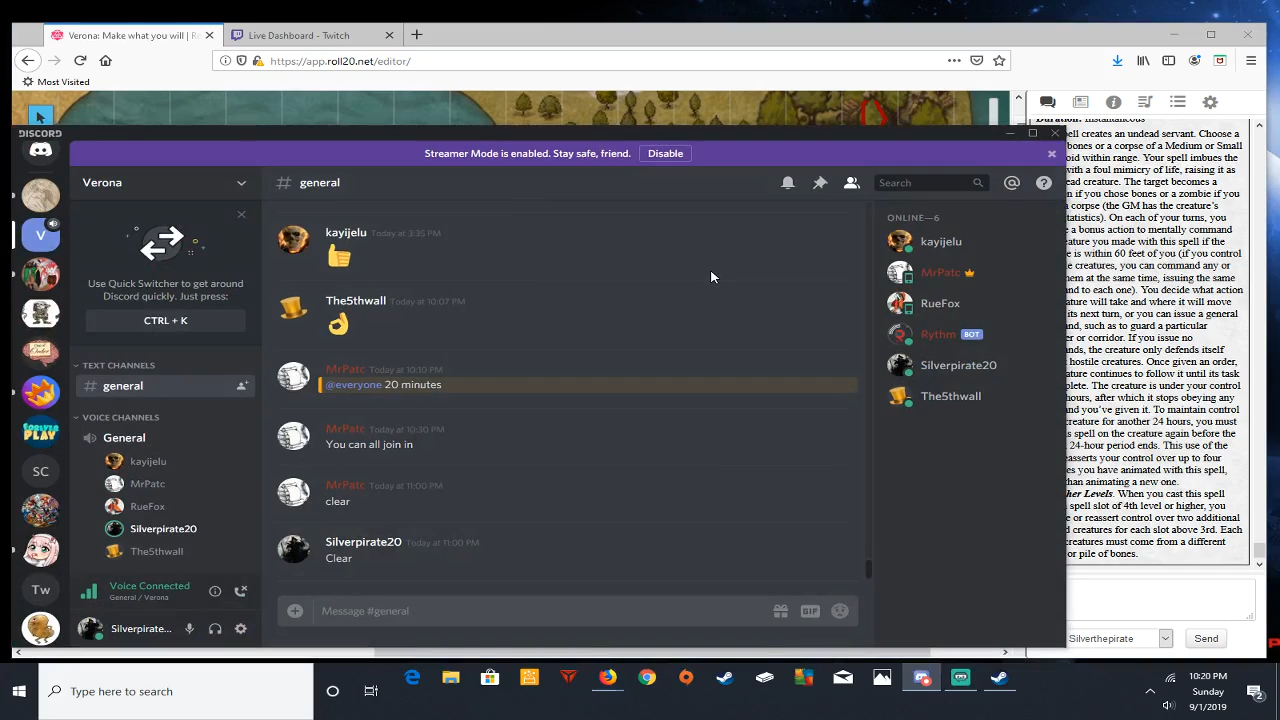 Verona: Make what you will | R
Live Dashboard - Twitch
https://app.roll20.net/editor/
Most Visited
DISCORD
Streamer Mode is enabled. Stay safe, friend.
Disable
Verona
general
Search
Use Quick Switcher to get around
Discord quickly. Just press:
CTRL + K
TEXT CHANNELS
general
VOICE CHANNELS
General
kayijelu
MrPatc
RueFox
Silverpirate20
The5thwall
Voice Connected
General / Verona
Silverpirate...
V
SC
Tw
kayijelu Today at 3:35 PM
The5thwall Today at 10:07 PM
MrPatc Today at 10:10 PM
@everyone 20 minutes
MrPatc Today at 10:30 PM
You can all join in
MrPatc Today at 11:00 PM
clear
Silverpirate20 Today at 11:00 PM
Clear
Message #general
GIF
ONLINE—6
kayijelu
MrPatc
RueFox
Rythm BOT
Silverpirate20
The5thwall
Duration: Instantaneous
pell creates an undead servant. Choose a
bones or a corpse of a Medium or Small
oid within range. Your spell imbues the
with a foul mimicry of life, raising it as
ead creature. The target becomes a
n if you chose bones or a zombie if you
a corpse (the GM has the creature's
tatistics). On each of your turns, you
e a bonus action to mentally command
eature you made with this spell if the
e is within 60 feet of you (if you control
le creatures, you can command any or
hem at the same time, issuing the same
nd to each one). You decide what action
ature will take and where it will move
its next turn, or you can issue a general
nd, such as to guard a particular
er or corridor. If you issue no
ands, the creature only defends itself
t hostile creatures. Once given an order,
ature continues to follow it until its task
plete. The creature is under your control
hours, after which it stops obeying any
and you've given it. To maintain control
creature for another 24 hours, you must
is spell on the creature again before the
24-hour period ends. This use of the
easserts your control over up to four
es you have animated with this spell,
than animating a new one.
her Levels. When you cast this spell
spell slot of 4th level or higher, you
e or reassert control over two additional
d creatures for each slot above 3rd. Each
creatures must come from a different
or pile of bones.
Silverthepirate
Send
Type here to search
10:20 PM
Sunday
9/1/2019
2